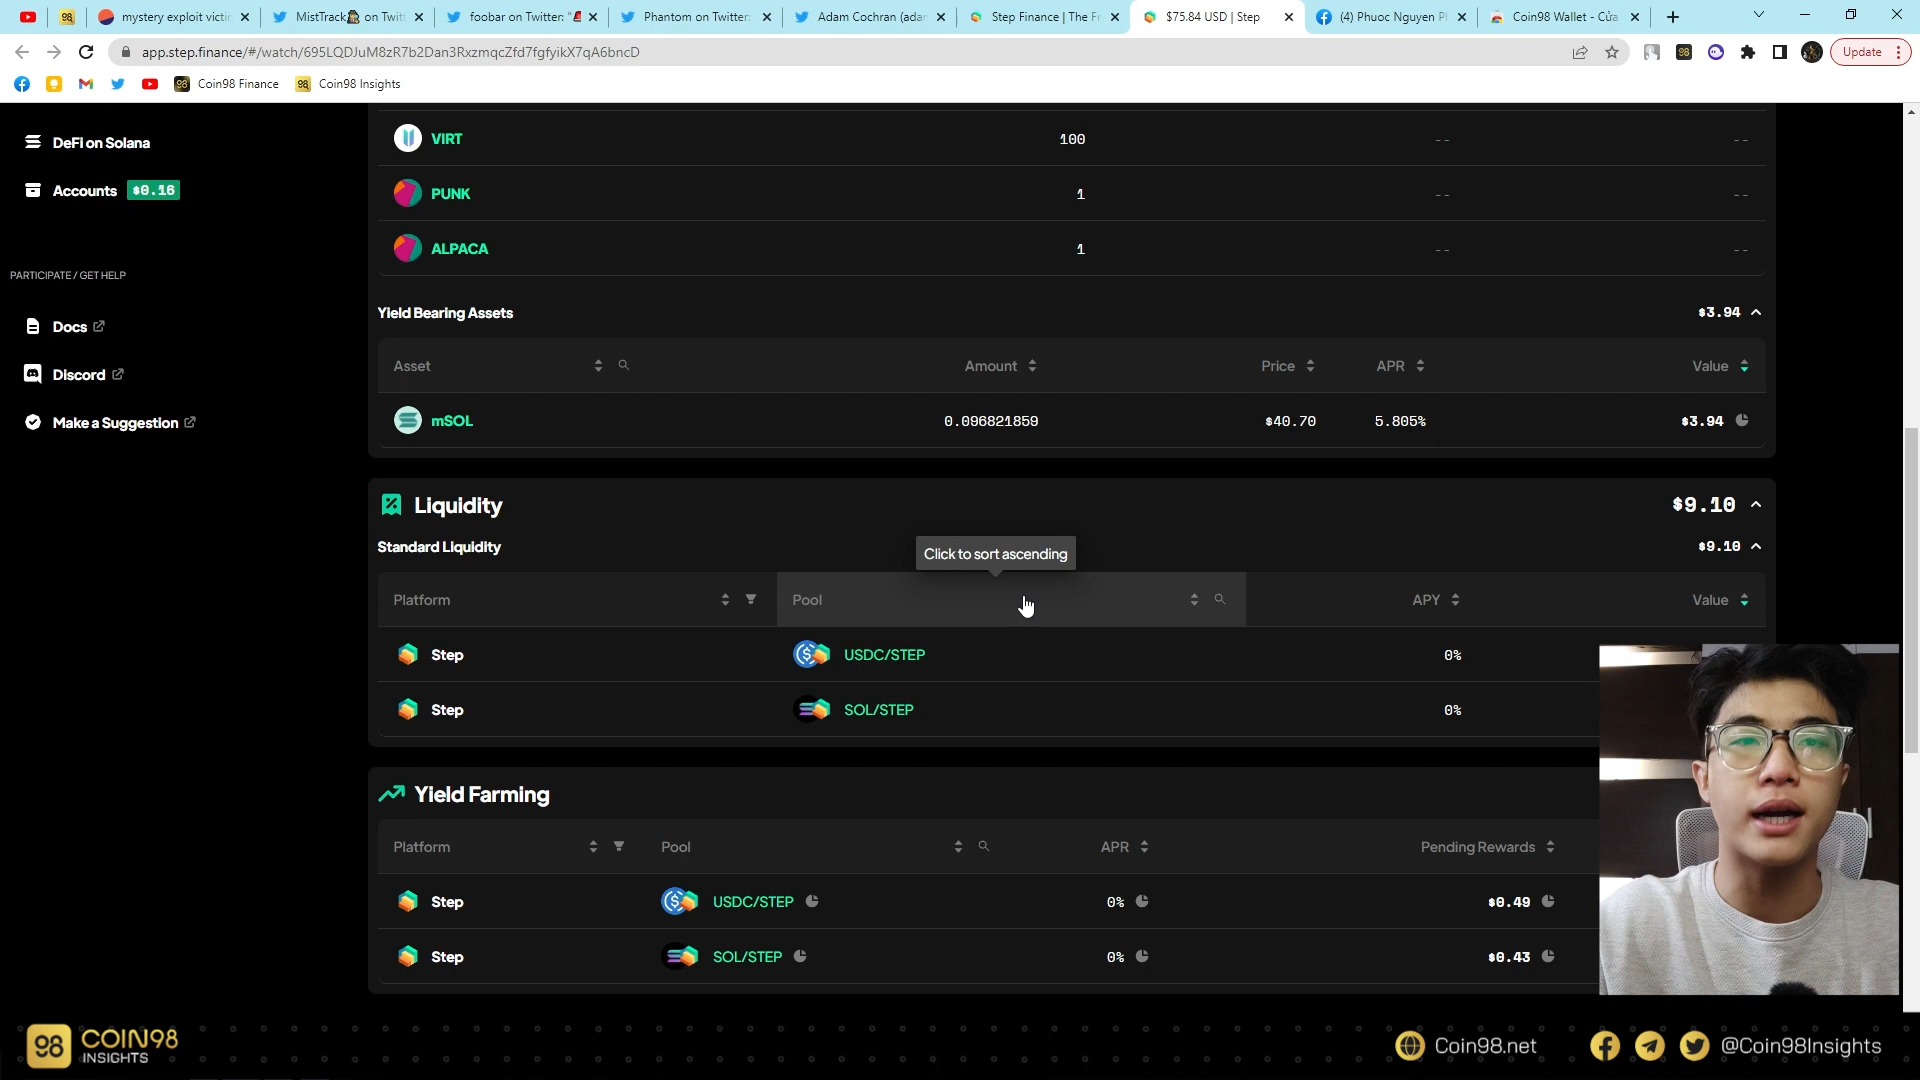 mystery exploit victi
MistTrack on Twitt
foobar on Twitter: "
Phantom on Twitter:
Adam Cochran (adam
Step Finance | The Fr
$75.84 USD | Step
(4) Phuoc Nguyen P
Coin98 Wallet - Cửa
app.step.finance/#/watch/695LQDJuM8zR7b2Dan3RxzmqcZfd7fgfyikX7qA6bncD
Update
Coin98 Finance
Coin98 Insights
DeFi on Solana
Accounts $0.16
PARTICIPATE / GET HELP
Docs
Discord
Make a Suggestion
VIRT 100 -- --
PUNK 1 -- --
ALPACA 1 -- --
Yield Bearing Assets $3.94
Asset Amount Price APR Value
mSOL 0.096821859 $40.70 5.805% $3.94
Liquidity $9.10
Standard Liquidity $9.10
Click to sort ascending
Platform Pool APY Value
Step USDC/STEP 0%
Step SOL/STEP 0%
Yield Farming
Platform Pool APR Pending Rewards
Step USDC/STEP 0% $0.49
Step SOL/STEP 0% $0.43
98 COIN98
INSIGHTS
Coin98.net
@Coin98Insights